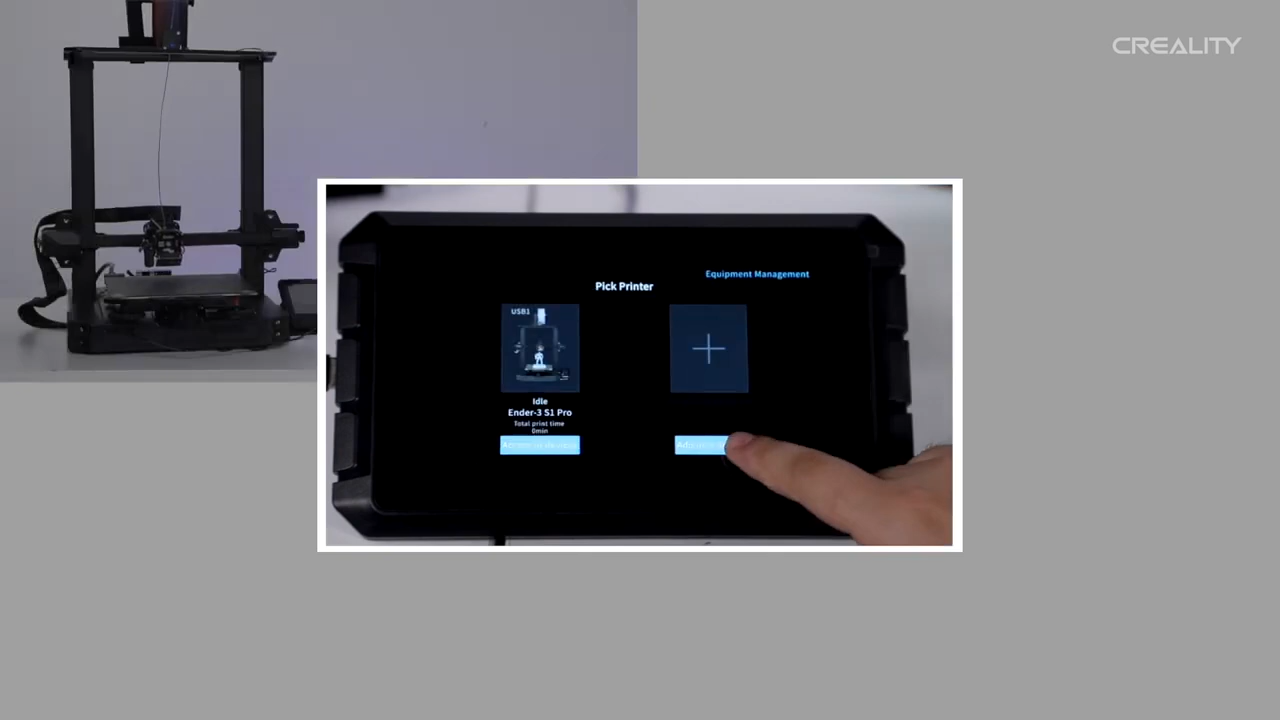 CREALITY
Equipment Management
Pick Printer
USB1
Idle
Ender-3 S1 Pro
Total print time
0min